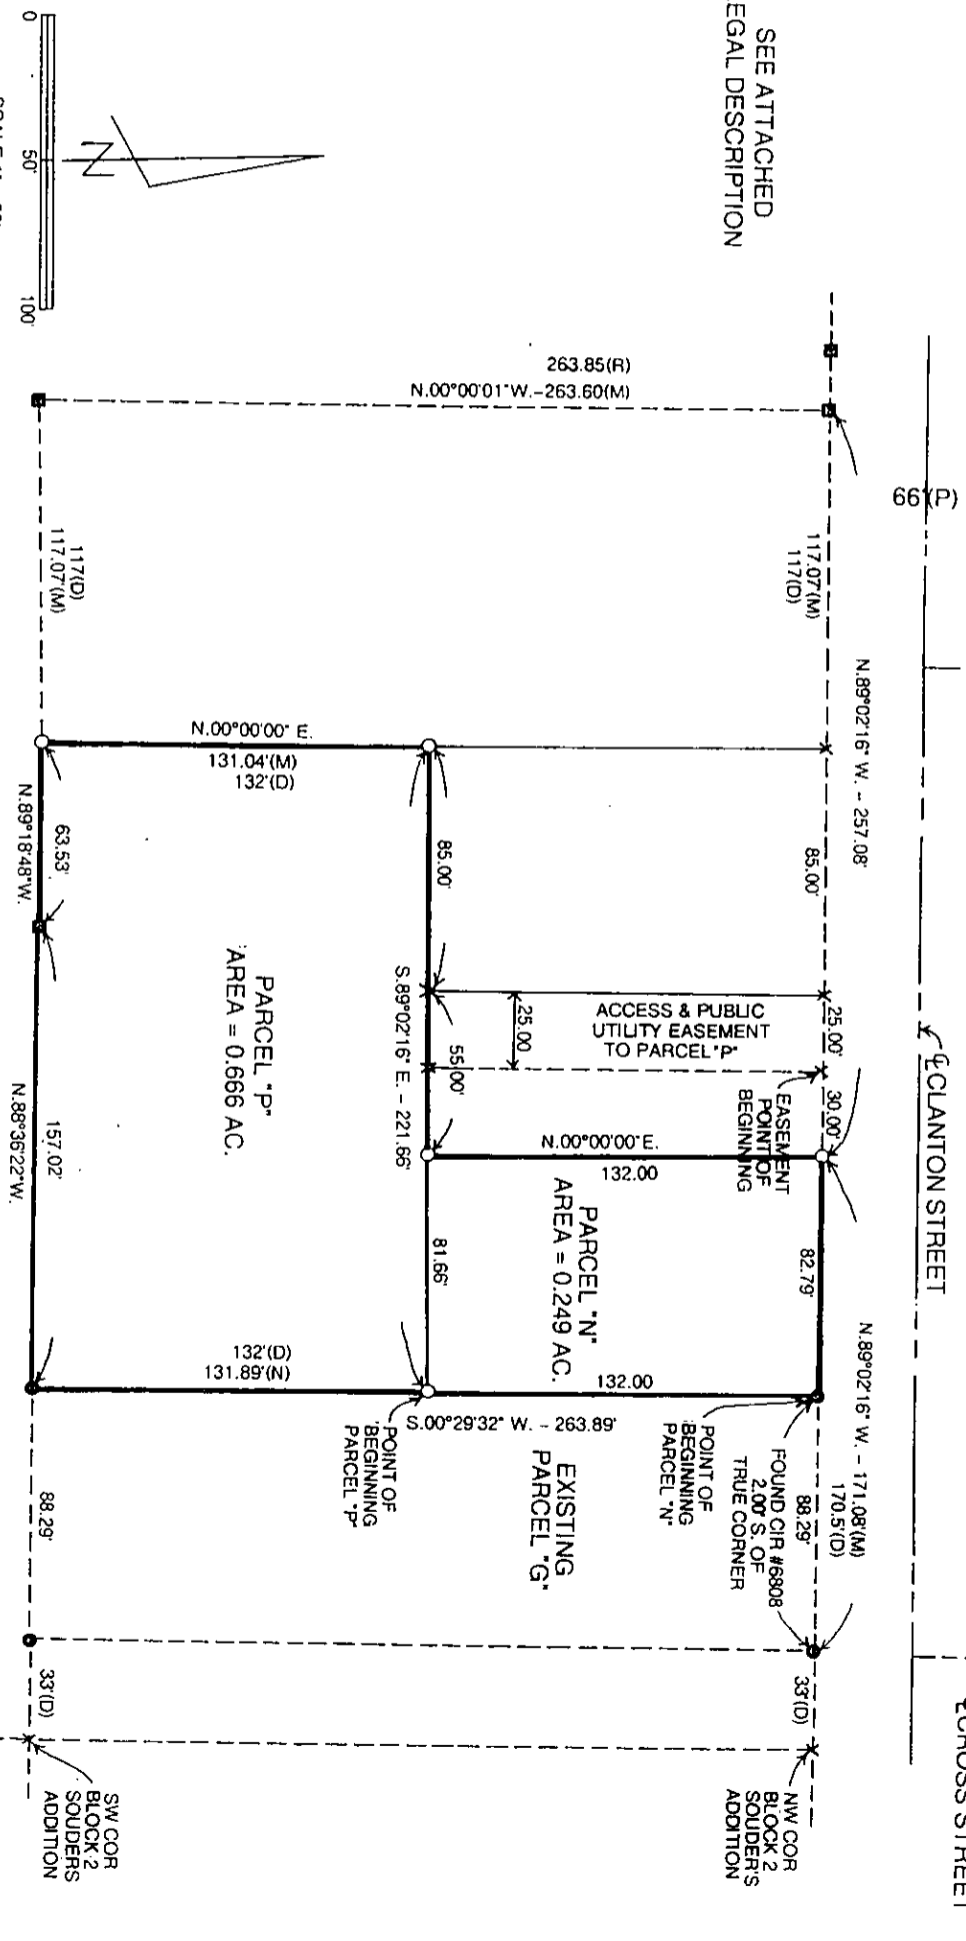 SEE ATTACHED
EGAL DESCRIPTION
0
50'
100'
N
66'(P)
263.85(R)
N.00°00'01"W.-263.60(M)
117.07'(M)
117(D)
117(D)
117.07'(M)
N.89°02'16" W. - 257.08'
85.00'
25.00'
30.00'
℄ CLANTON STREET
N.00°00'00" E.
131.04'(M)
132'(D)
85.00'
ACCESS & PUBLIC
UTILITY EASEMENT
TO PARCEL "P"
25.00
EASEMENT
POINT OF
BEGINNING
55.00'
S.89°02'16" E. - 221.66'
63.53'
N.89°18'48"W.
PARCEL "P"
AREA = 0.666 AC.
N.00°00'00"E.
132.00
PARCEL "N"
AREA = 0.249 AC.
82.79'
81.66'
157.02'
N.88°36'22"W.
132'(D)
131.89'(N)
132.00
S.00°29'32" W. - 263.89'
N.89°02'16" W. - 171.08'(M)
170.5'(D)
88.29'
FOUND CIR #6808
2.00' S. OF
TRUE CORNER
POINT OF
BEGINNING
PARCEL "N"
POINT OF
BEGINNING
PARCEL "P"
EXISTING
PARCEL "G"
88.29'
33'(D)
33'(D)
NW COR
BLOCK 2
SOUDER'S
ADDITION
SW COR
BLOCK 2
SOUDERS
ADDITION